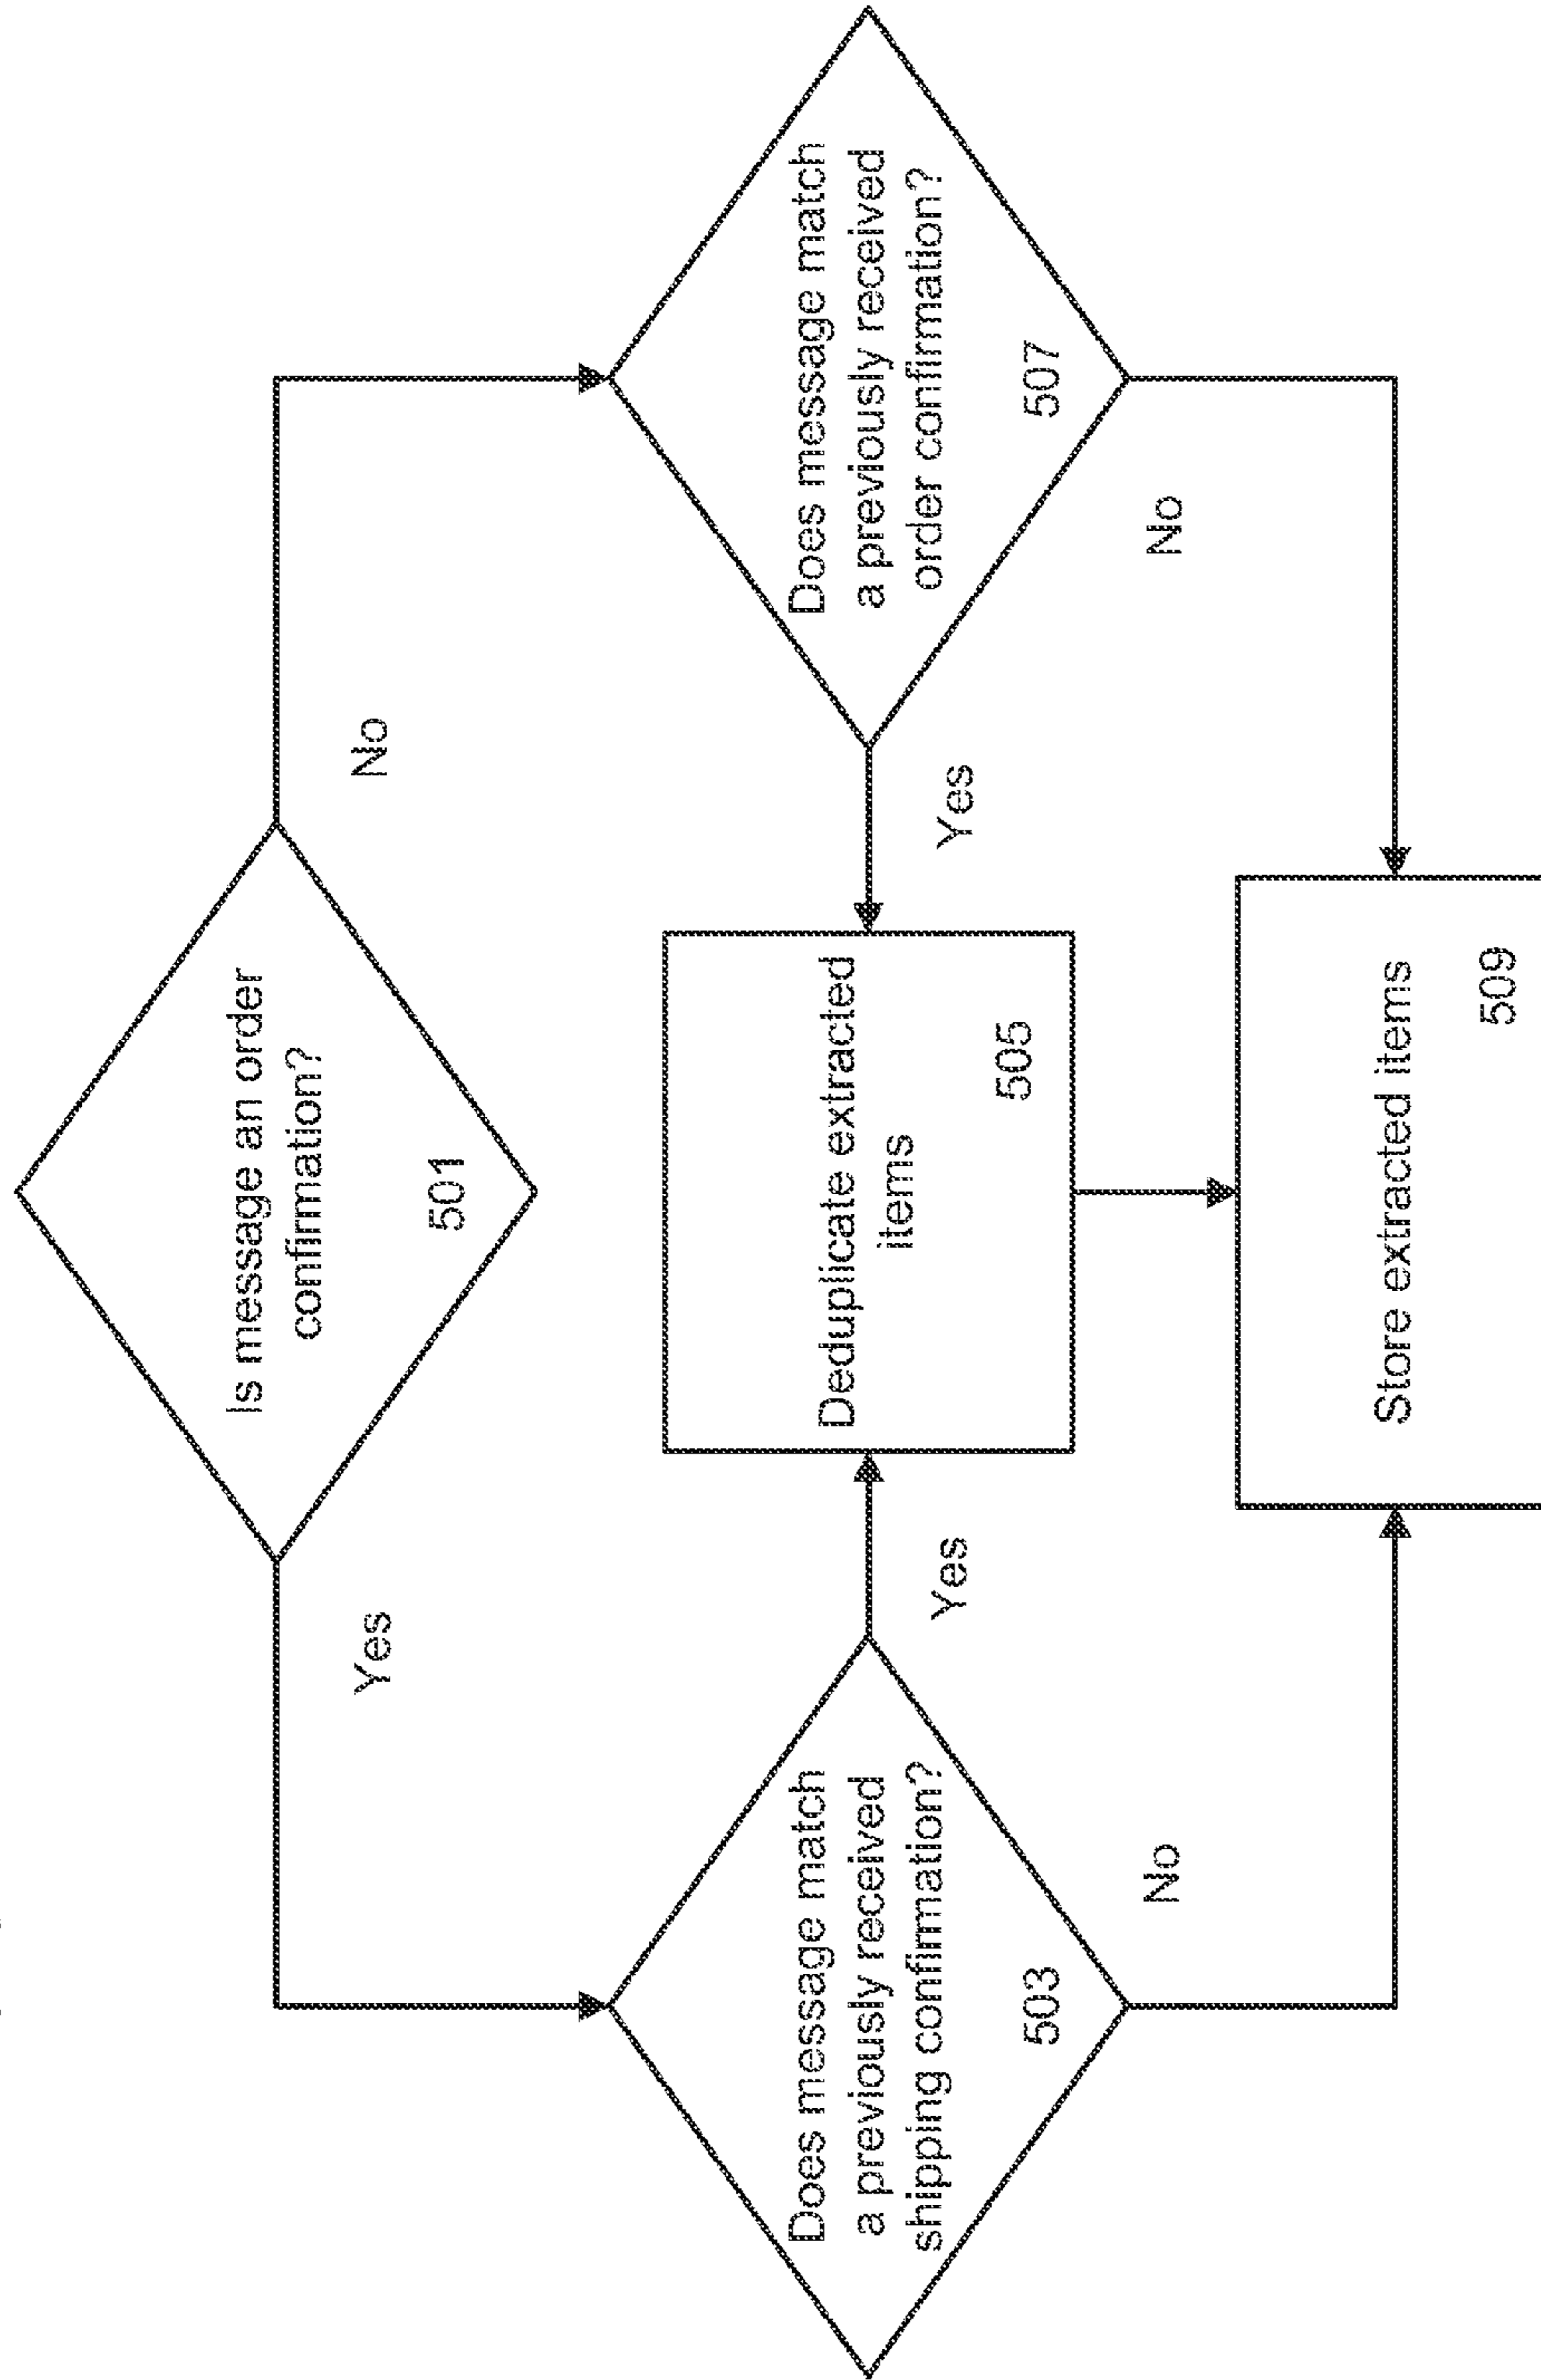 Is message an order
confirmation?
501
Yes
No
Does message match
a previously received
shipping confirmation?
503
Yes
No
Deduplicate extracted
items
505
Does message match
a previously received
order confirmation?
507
Yes
No
Store extracted items
509